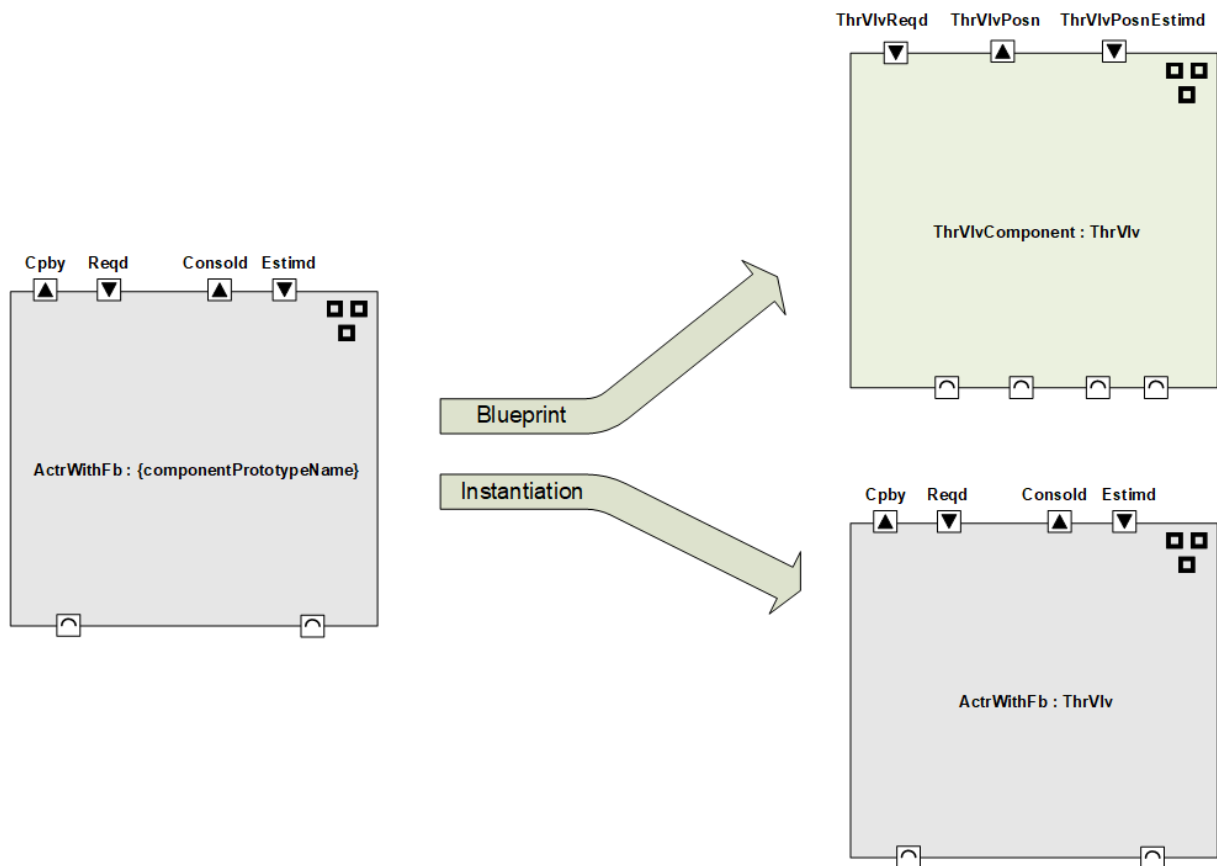 ThrVlvReqd ThrVlvPosn ThrVlvPosnEstimd
ThrVlvComponent : ThrVlv
Cpby Reqd Consold Estimd
ActrWithFb : {componentPrototypeName}
Blueprint
Instantiation
Cpby Reqd Consold Estimd
ActrWithFb : ThrVlv